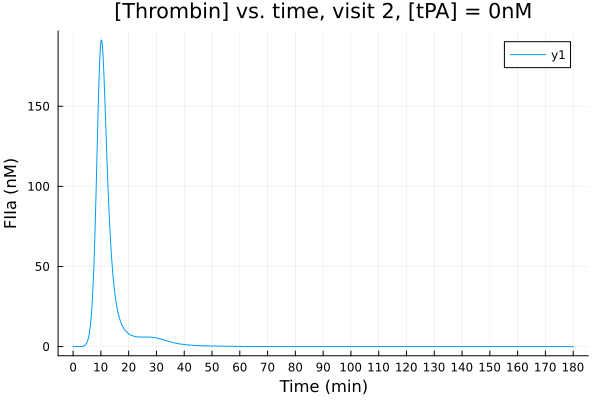 [Thrombin] vs. time, visit 2, [tPA] = 0nM
y1
FIIa (nM)
150
100
50
0
0 10 20 30 40 50 60 70 80 90 100 110 120 130 140 150 160 170 180
Time (min)